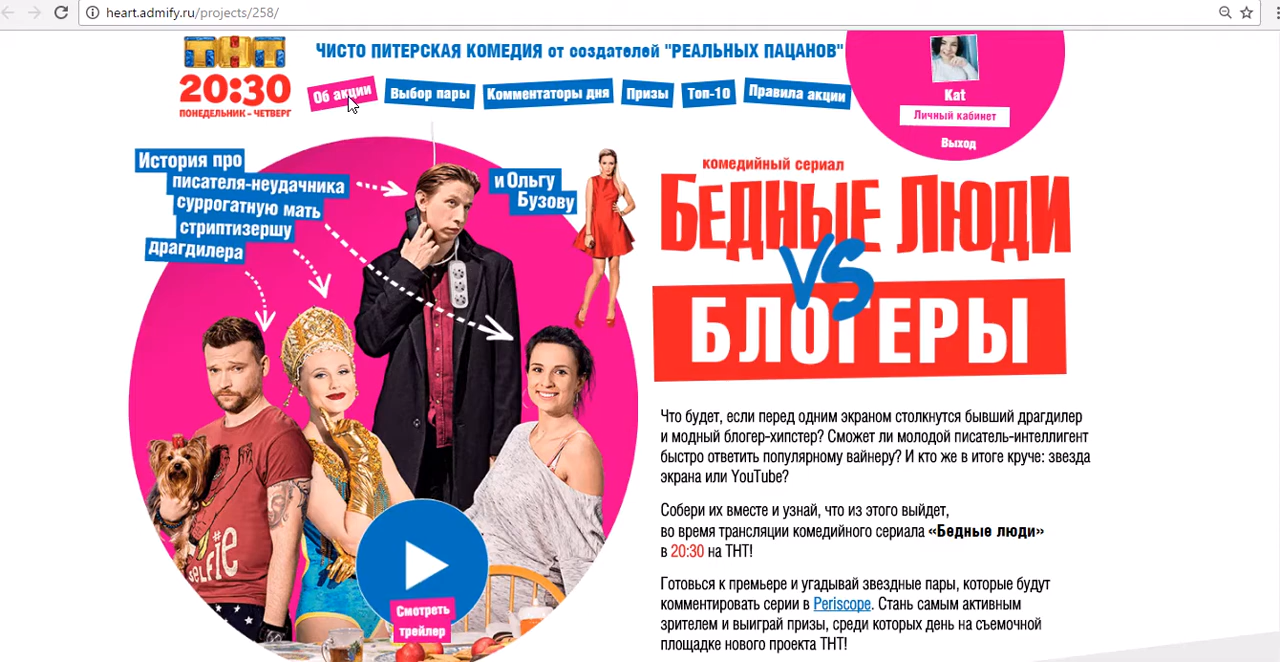 heart.admify.ru/projects/258/
ТНТ
20:30
ПОНЕДЕЛЬНИК - ЧЕТВЕРГ
ЧИСТО ПИТЕРСКАЯ КОМЕДИЯ от создателей "РЕАЛЬНЫХ ПАЦАНОВ"
Об акции
Выбор пары
Комментаторы дня
Призы
Топ-10
Правила акции
Kat
Личный кабинет
Выход
История про
писателя-неудачника
суррогатную мать
стриптизершу
драгдилера
и Ольгу
Бузову
SELFIE
Смотреть
трейлер
комедийный сериал
БЕДНЫЕ ЛЮДИ
VS
БЛОГЕРЫ
Что будет, если перед одним экраном столкнутся бывший драгдилер
и модный блогер-хипстер? Сможет ли молодой писатель-интеллигент
быстро ответить популярному вайнеру? И кто же в итоге круче: звезда
экрана или YouTube?
Собери их вместе и узнай, что из этого выйдет,
во время трансляции комедийного сериала «Бедные люди»
в 20:30 на ТНТ!
Готовься к премьере и угадывай звездные пары, которые будут
комментировать серии в Periscope. Стань самым активным
зрителем и выиграй призы, среди которых день на съемочной
площадке нового проекта ТНТ!